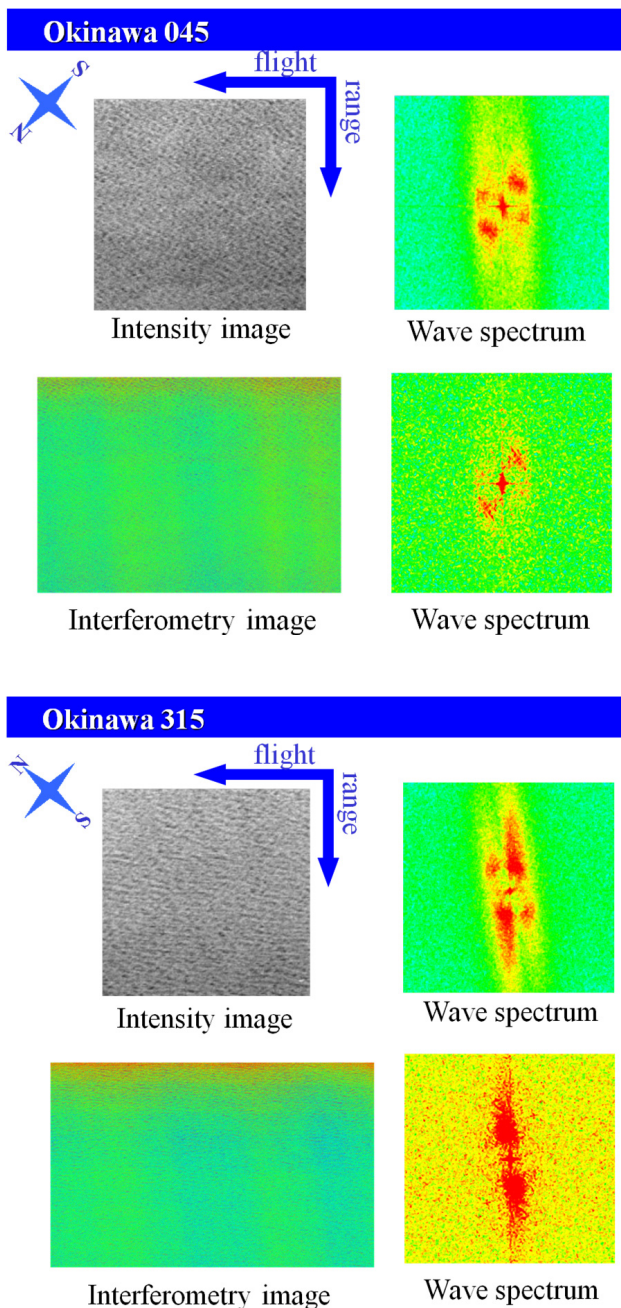 Okinawa 045
flight
S
N
range
Intensity image
Wave spectrum
Interferometry image
Wave spectrum
Okinawa 315
flight
N
S
range
Intensity image
Wave spectrum
Interferometry image
Wave spectrum